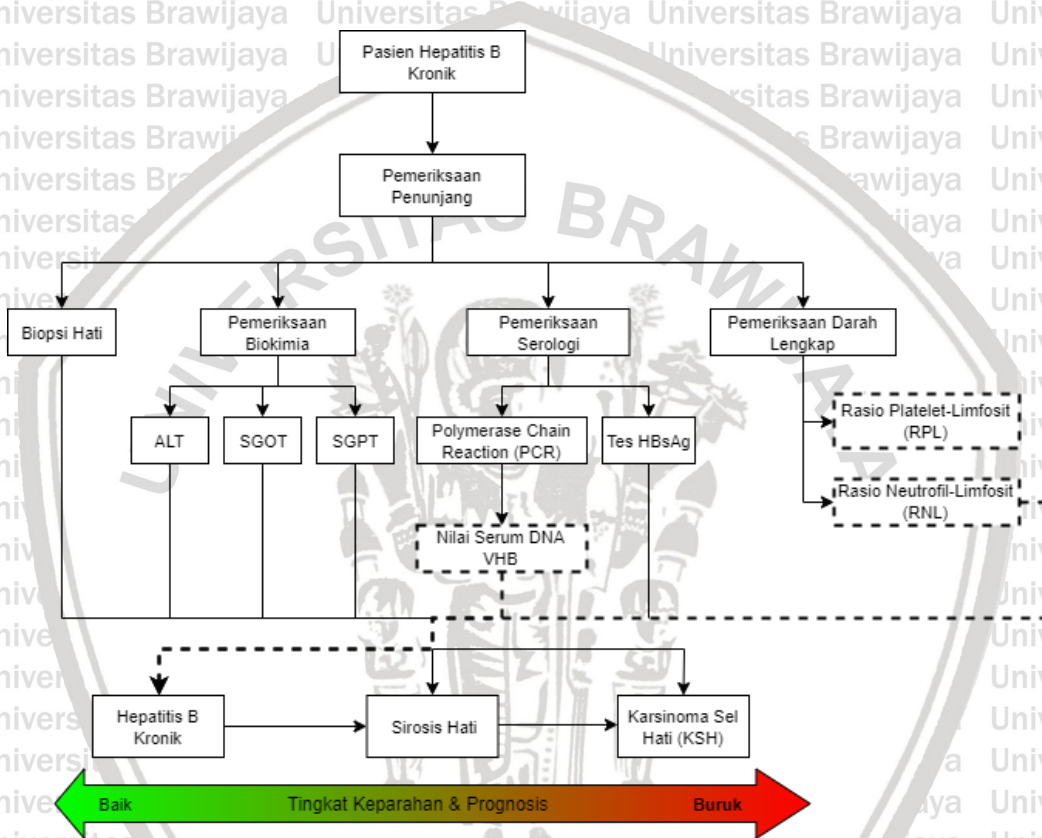 Pasien Hepatitis B
Kronik
Pemeriksaan
Penunjang
Biopsi Hati
Pemeriksaan
Biokimia
Pemeriksaan
Serologi
Pemeriksaan Darah
Lengkap
ALT
SGOT
SGPT
Polymerase Chain
Reaction (PCR)
Tes HBsAg
Rasio Platelet-Limfosit
(RPL)
Rasio Neutrofil-Limfosit
(RNL)
Nilai Serum DNA
VHB
Hepatitis B
Kronik
Sirosis Hati
Karsinoma Sel
Hati (KSH)
Baik
Tingkat Keparahan & Prognosis
Buruk
UNIVERSITAS BRAWIJAYA